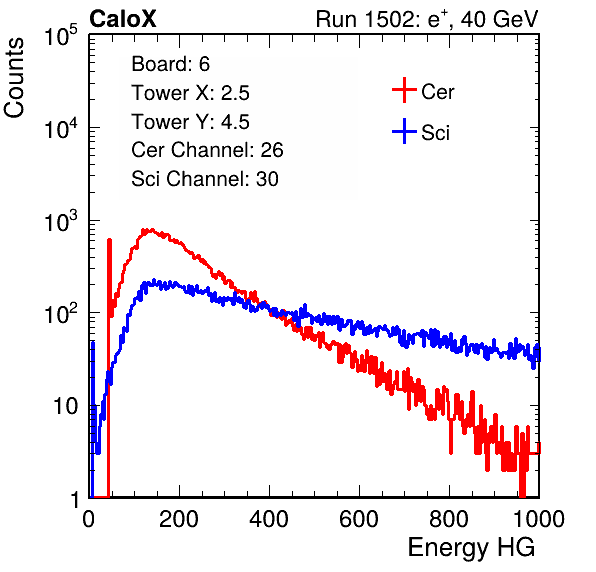 CaloX Run 1502: e⁺, 40 GeV
Counts
10⁵
10⁴
10³
10²
10
1
Board: 6
Tower X: 2.5
Tower Y: 4.5
Cer Channel: 26
Sci Channel: 30
Cer
Sci
0 200 400 600 800 1000
Energy HG